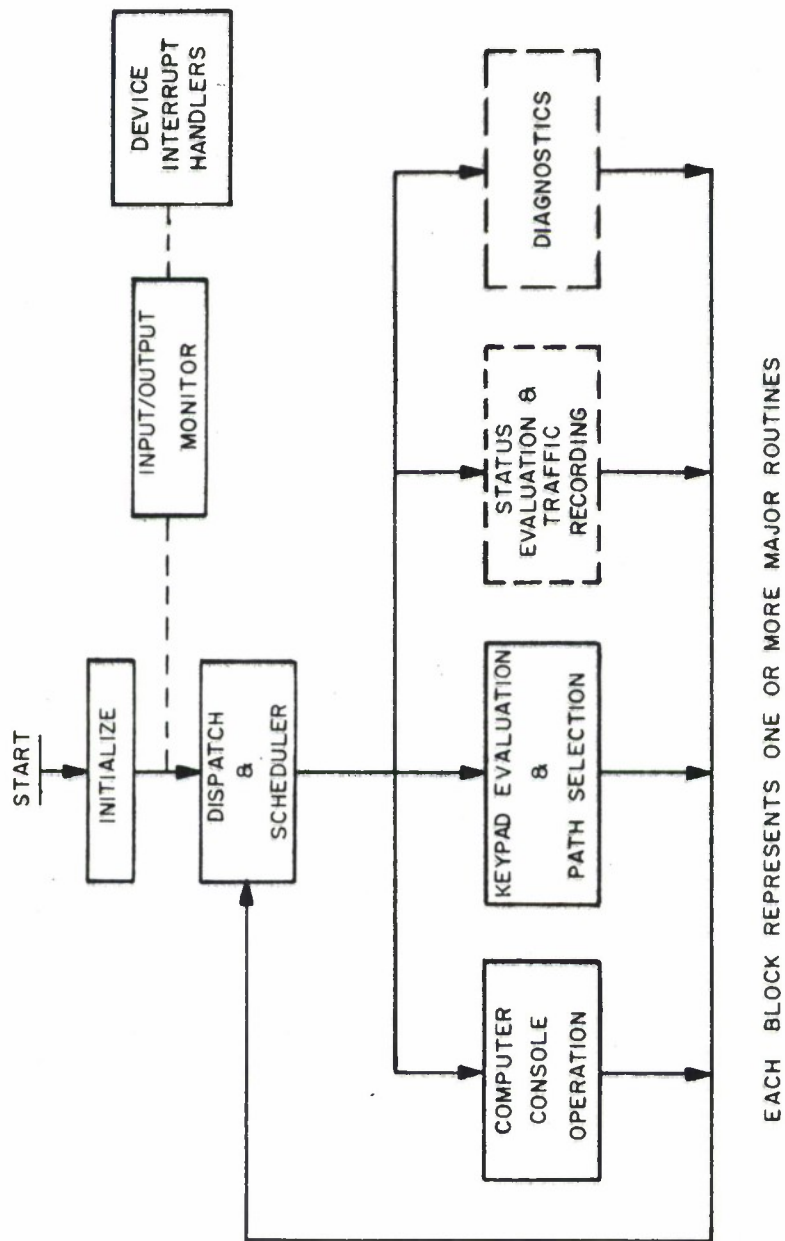 START
INITIALIZE
DISPATCH
&
SCHEDULER
INPUT/OUTPUT
MONITOR
DEVICE
INTERRUPT
HANDLERS
COMPUTER
CONSOLE
OPERATION
KEYPAD EVALUATION
&
PATH SELECTION
STATUS
EVALUATION &
TRAFFIC
RECORDING
DIAGNOSTICS
EACH BLOCK REPRESENTS ONE OR MORE MAJOR ROUTINES